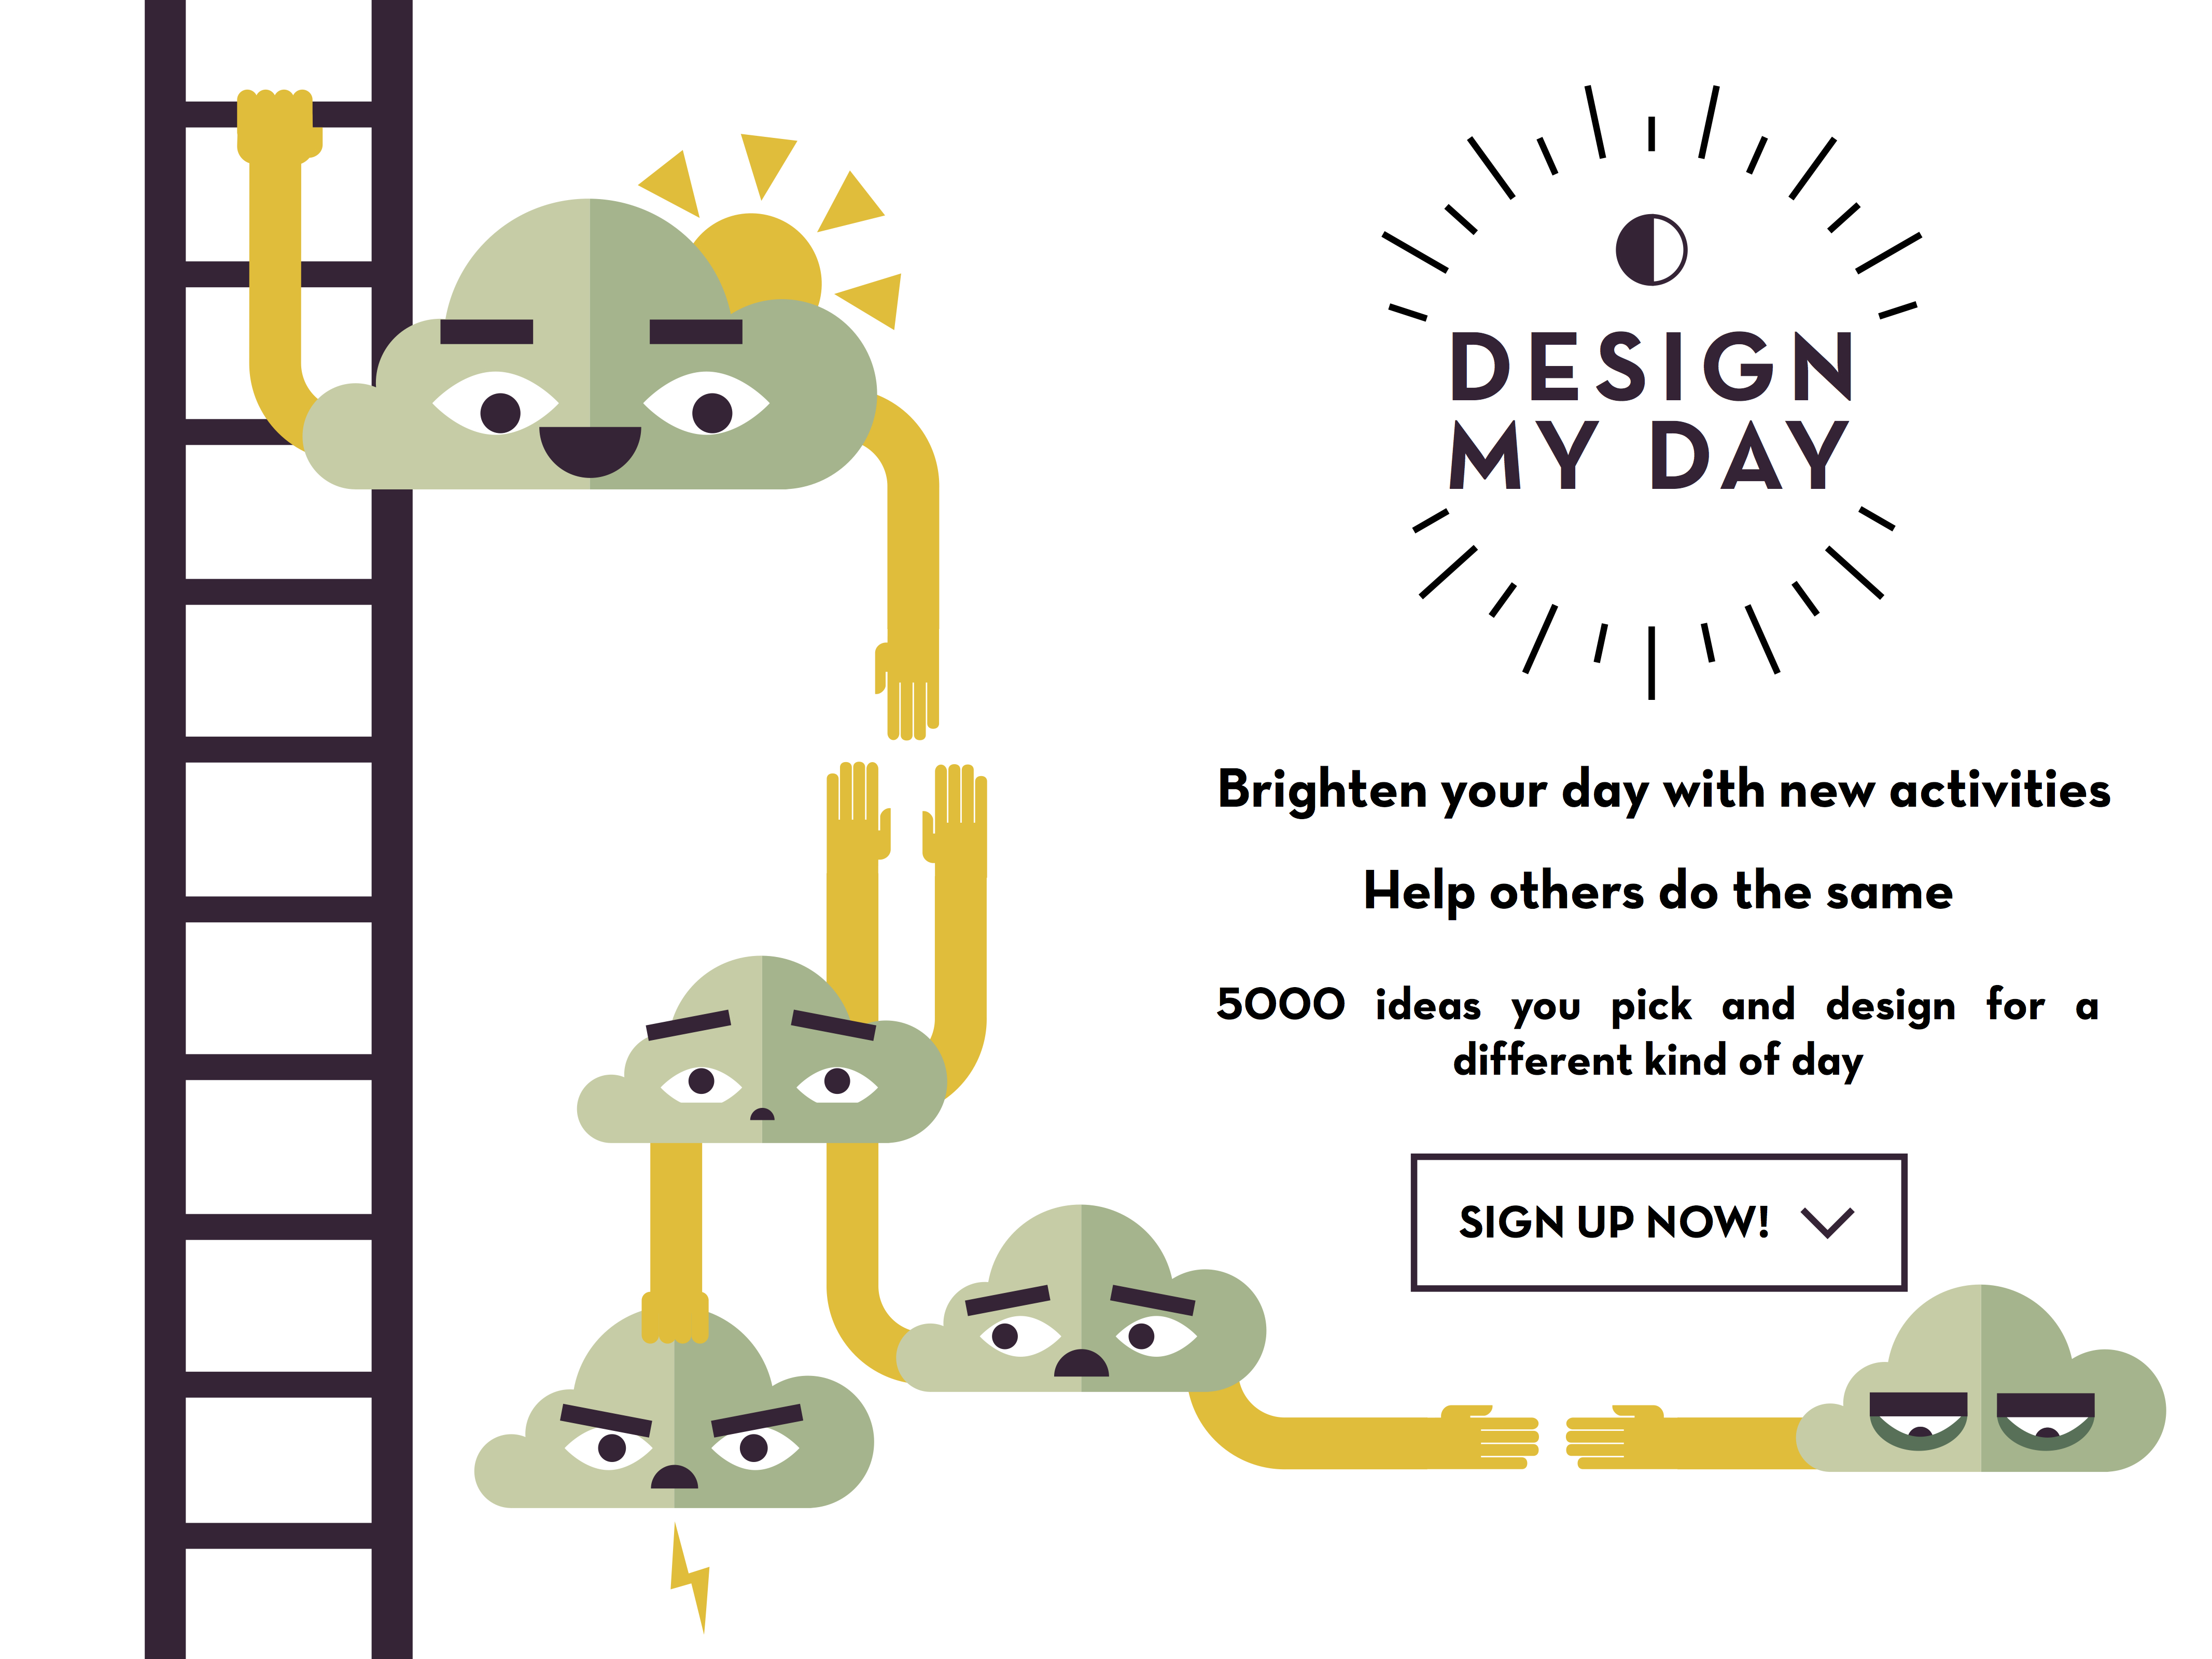 DESIGN
MY DAY
Brighten your day with new activities
Help others do the same
5000 ideas you pick and design for a
different kind of day
SIGN UP NOW!